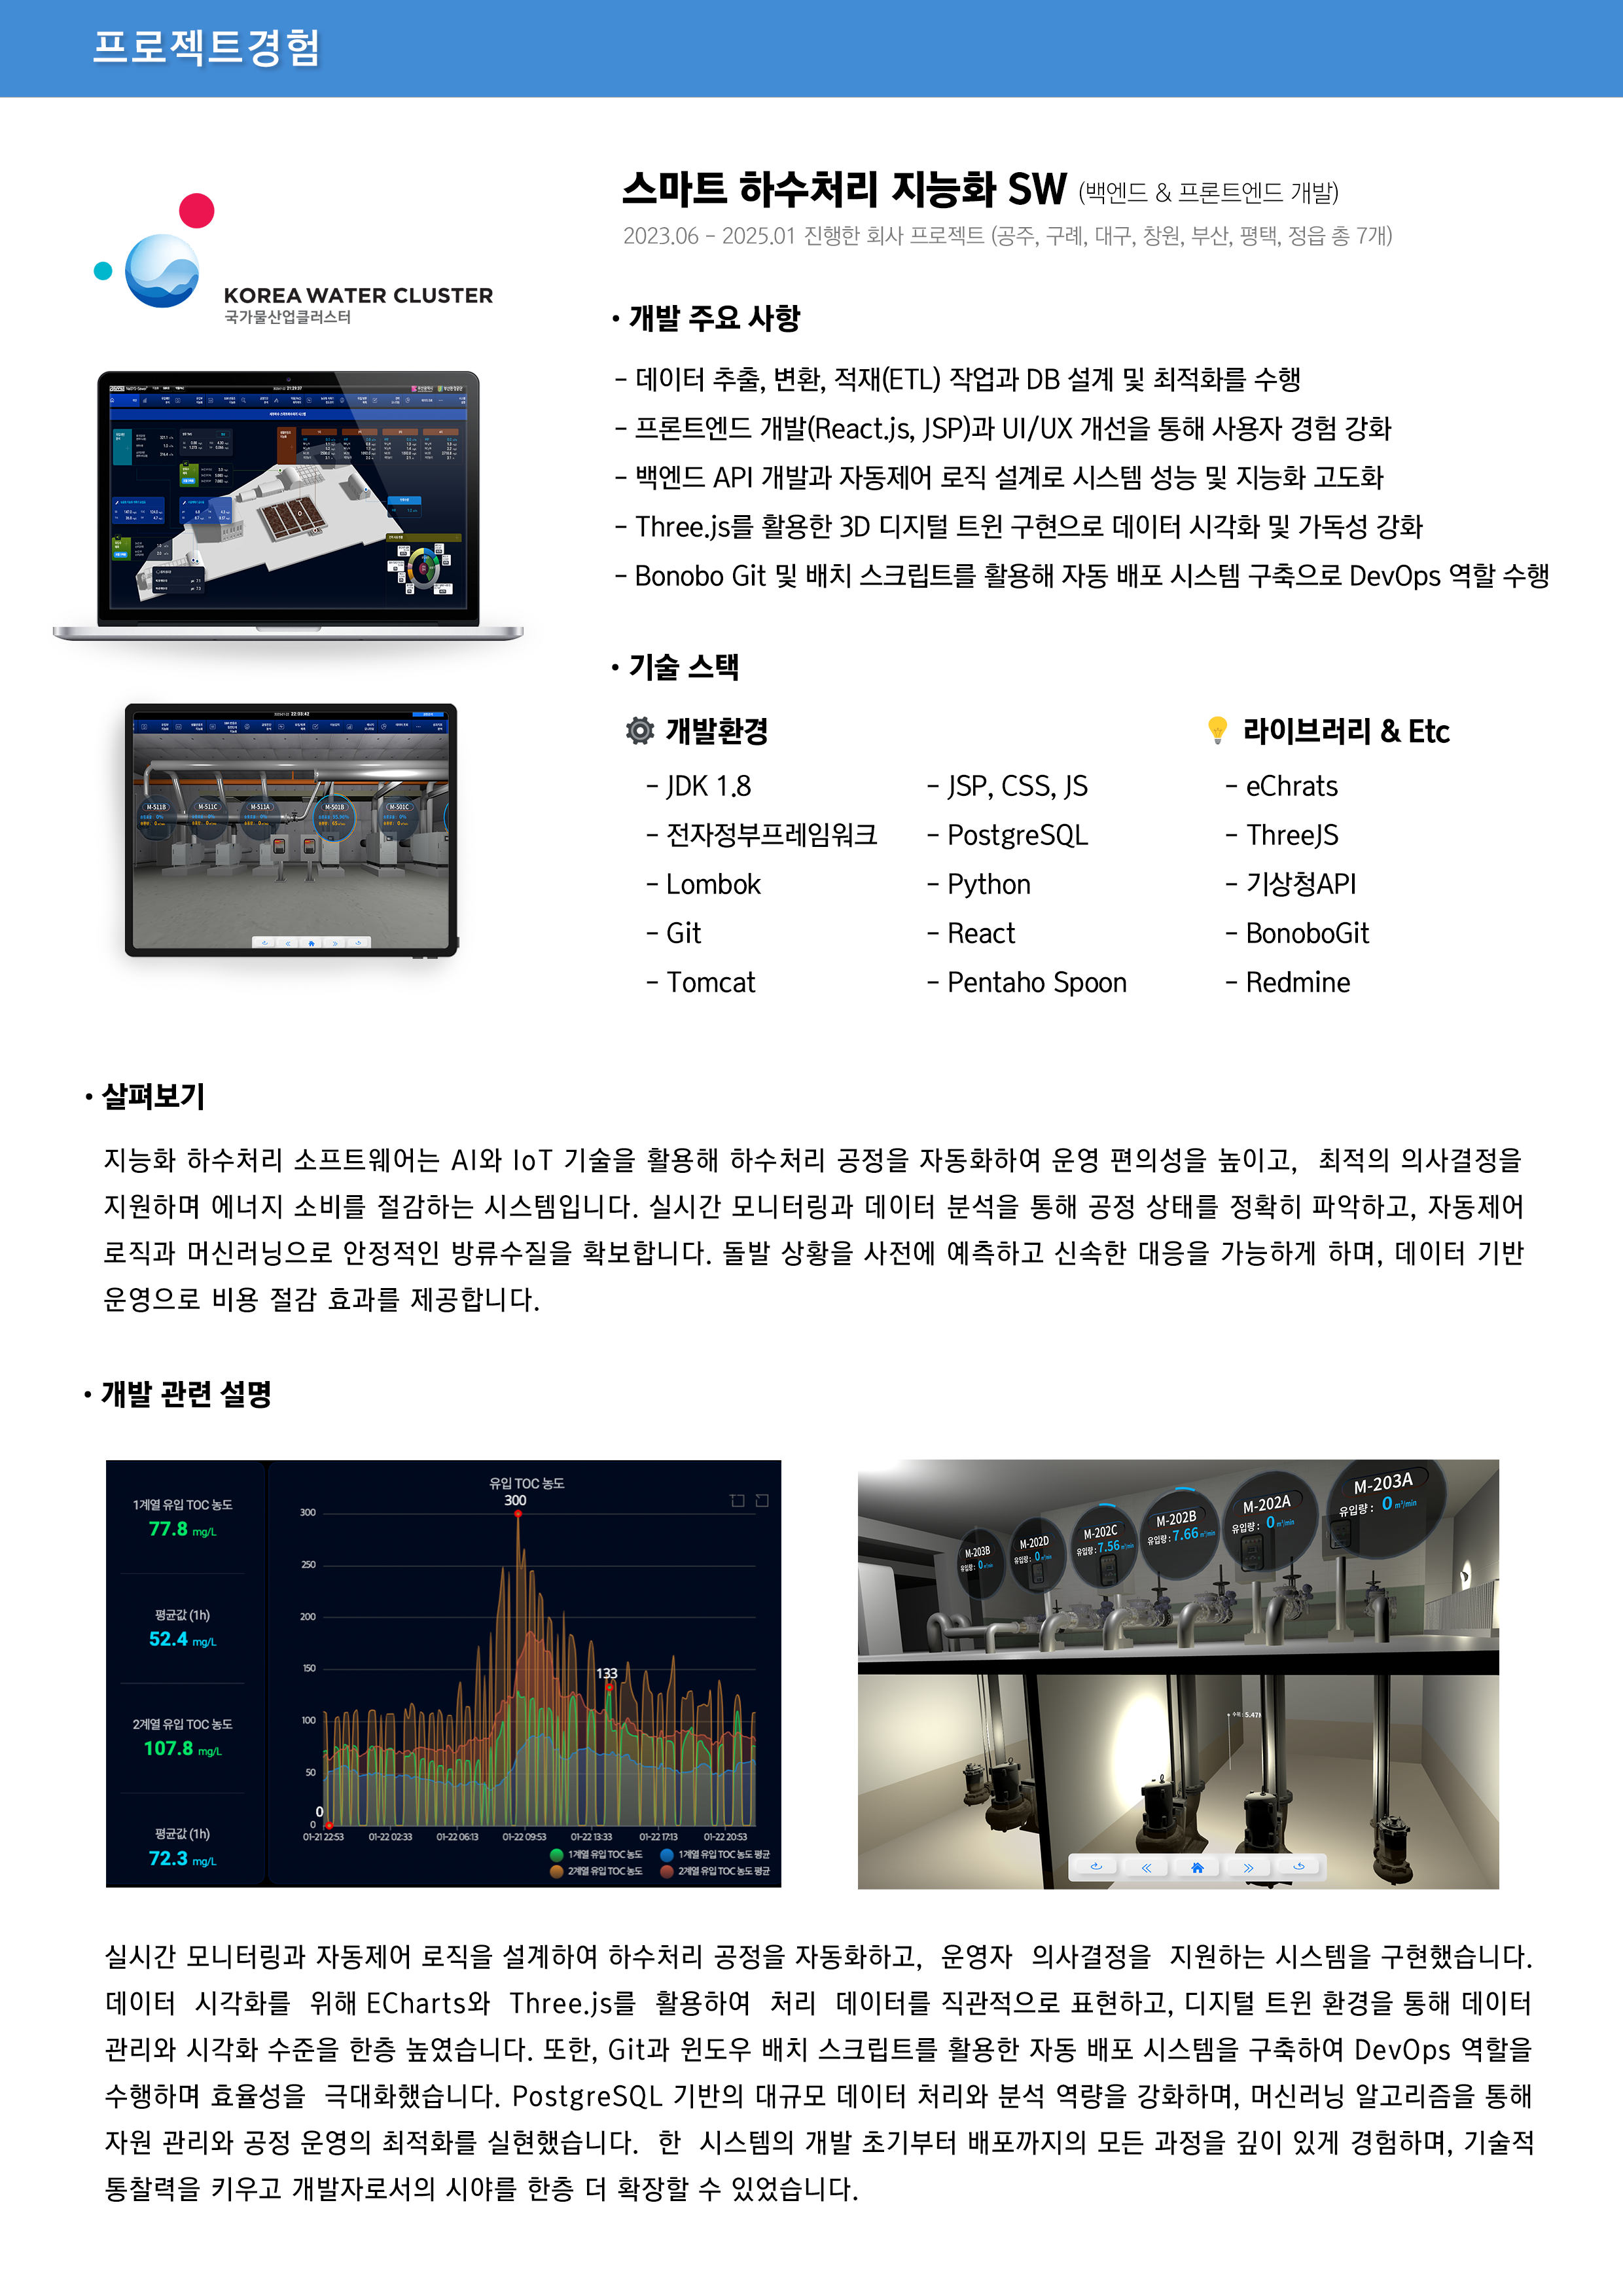 프로젝트경험
KOREA WATER CLUSTER
국가물산업클러스터
스마트 하수처리 지능화 SW (백엔드 & 프론트엔드 개발)
2023.06 – 2025.01 진행한 회사 프로젝트 (공주, 구례, 대구, 창원, 부산, 평택, 정읍 총 7개)
• 개발 주요 사항
– 데이터 추출, 변환, 적재(ETL) 작업과 DB 설계 및 최적화를 수행
– 프론트엔드 개발(React.js, JSP)과 UI/UX 개선을 통해 사용자 경험 강화
– 백엔드 API 개발과 자동제어 로직 설계로 시스템 성능 및 지능화 고도화
– Three.js를 활용한 3D 디지털 트윈 구현으로 데이터 시각화 및 가독성 강화
– Bonobo Git 및 배치 스크립트를 활용해 자동 배포 시스템 구축으로 DevOps 역할 수행
M-511B
M-511C
M-511A
M-501B
M-501C
• 기술 스택
개발환경
– JDK 1.8
– 전자정부프레임워크
– Lombok
– Git
– Tomcat
– JSP, CSS, JS
– PostgreSQL
– Python
– React
– Pentaho Spoon
라이브러리 & Etc
– eChrats
– ThreeJS
– 기상청API
– BonoboGit
– Redmine
• 살펴보기
지능화 하수처리 소프트웨어는 AI와 IoT 기술을 활용해 하수처리 공정을 자동화하여 운영 편의성을 높이고, 최적의 의사결정을
지원하며 에너지 소비를 절감하는 시스템입니다. 실시간 모니터링과 데이터 분석을 통해 공정 상태를 정확히 파악하고, 자동제어
로직과 머신러닝으로 안정적인 방류수질을 확보합니다. 돌발 상황을 사전에 예측하고 신속한 대응을 가능하게 하며, 데이터 기반
운영으로 비용 절감 효과를 제공합니다.
• 개발 관련 설명
1계열 유입 TOC 농도
77.8 mg/L
평균값 (1h)
52.4 mg/L
2계열 유입 TOC 농도
107.8 mg/L
평균값 (1h)
72.3 mg/L
유입 TOC 농도
300
300
250
200
150
133
100
50
0
0
01-21 22:53 01-22 02:33 01-22 06:13 01-22 09:53 01-22 13:33 01-22 17:13 01-22 20:53
1계열 유입 TOC 농도 1계열 유입 TOC 농도 평균
2계열 유입 TOC 농도 2계열 유입 TOC 농도 평균
M-203B
유입량 : 0
M-202D
유입량 : 0
M-202C
유입량 : 7.56 m³/min
M-202B
유입량 : 7.66 m³/min
M-202A
유입량 : 0 m³/min
M-203A
유입량 : 0 m³/min
수위 : 5.47
실시간 모니터링과 자동제어 로직을 설계하여 하수처리 공정을 자동화하고, 운영자 의사결정을 지원하는 시스템을 구현했습니다.
데이터 시각화를 위해 ECharts와 Three.js를 활용하여 처리 데이터를 직관적으로 표현하고, 디지털 트윈 환경을 통해 데이터
관리와 시각화 수준을 한층 높였습니다. 또한, Git과 윈도우 배치 스크립트를 활용한 자동 배포 시스템을 구축하여 DevOps 역할을
수행하며 효율성을 극대화했습니다. PostgreSQL 기반의 대규모 데이터 처리와 분석 역량을 강화하며, 머신러닝 알고리즘을 통해
자원 관리와 공정 운영의 최적화를 실현했습니다. 한 시스템의 개발 초기부터 배포까지의 모든 과정을 깊이 있게 경험하며, 기술적
통찰력을 키우고 개발자로서의 시야를 한층 더 확장할 수 있었습니다.